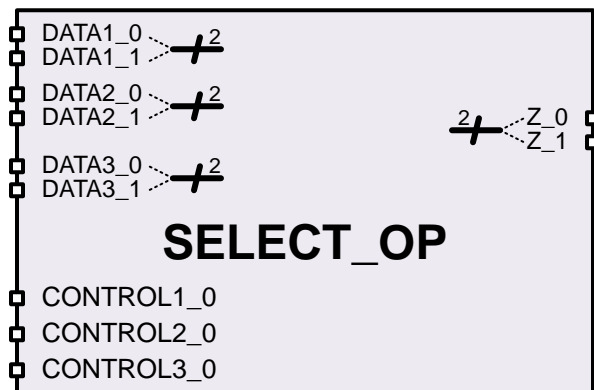 DATA1_0
DATA1_1
2
DATA2_0
DATA2_1
2
2
Z_0
Z_1
DATA3_0
DATA3_1
2
SELECT_OP
CONTROL1_0
CONTROL2_0
CONTROL3_0